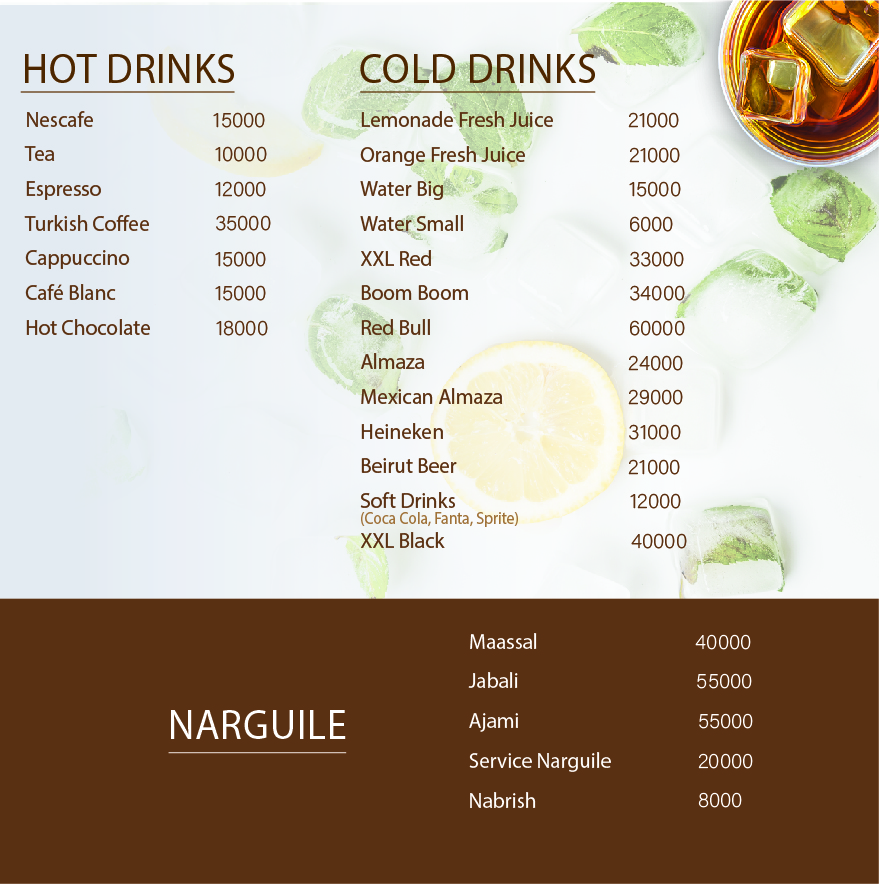 HOT DRINKS
Nescafe 15000
Tea 10000
Espresso 12000
Turkish Coffee 35000
Cappuccino 15000
Café Blanc 15000
Hot Chocolate 18000
COLD DRINKS
Lemonade Fresh Juice 21000
Orange Fresh Juice 21000
Water Big 15000
Water Small 6000
XXL Red 33000
Boom Boom 34000
Red Bull 60000
Almaza 24000
Mexican Almaza 29000
Heineken 31000
Beirut Beer 21000
Soft Drinks 12000
(Coca Cola, Fanta, Sprite)
XXL Black 40000
NARGUILE
Maassal 40000
Jabali 55000
Ajami 55000
Service Narguile 20000
Nabrish 8000